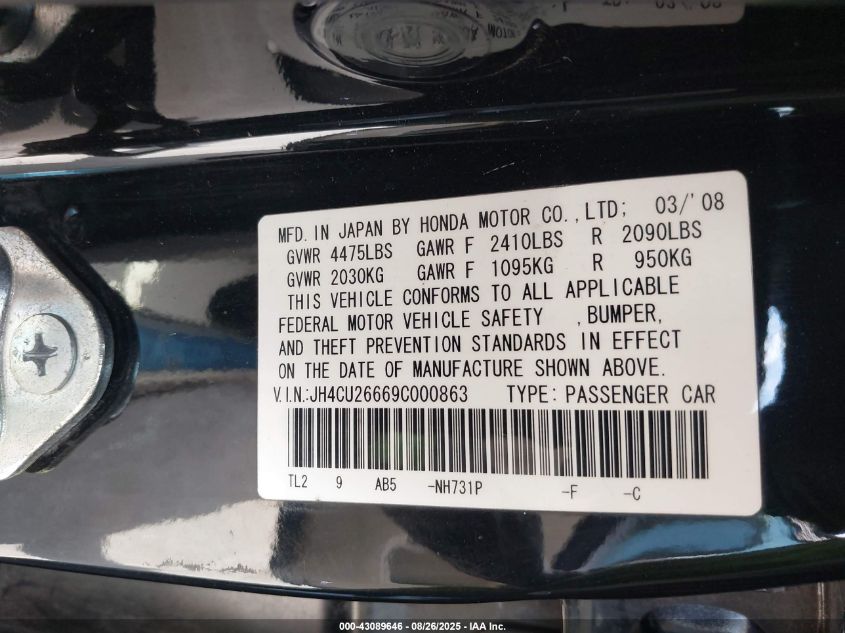 03/'08
MFD. IN JAPAN BY HONDA MOTOR CO.,LTD; 03/'08
GVWR 4475LBS GAWR F 2410LBS R 2090LBS
GVWR 2030KG GAWR F 1095KG R 950KG
THIS VEHICLE CONFORMS TO ALL APPLICABLE
FEDERAL MOTOR VEHICLE SAFETY ,BUMPER,
AND THEFT PREVENTION STANDARDS IN EFFECT
ON THE DATE OF MANUFACTURE SHOWN ABOVE.
V.I.N.:JH4CU26669C000863 TYPE: PASSENGER CAR
TL2 9 AB5 -NH731P -F -C
000-43089646 - 08/26/2025 - IAA Inc.